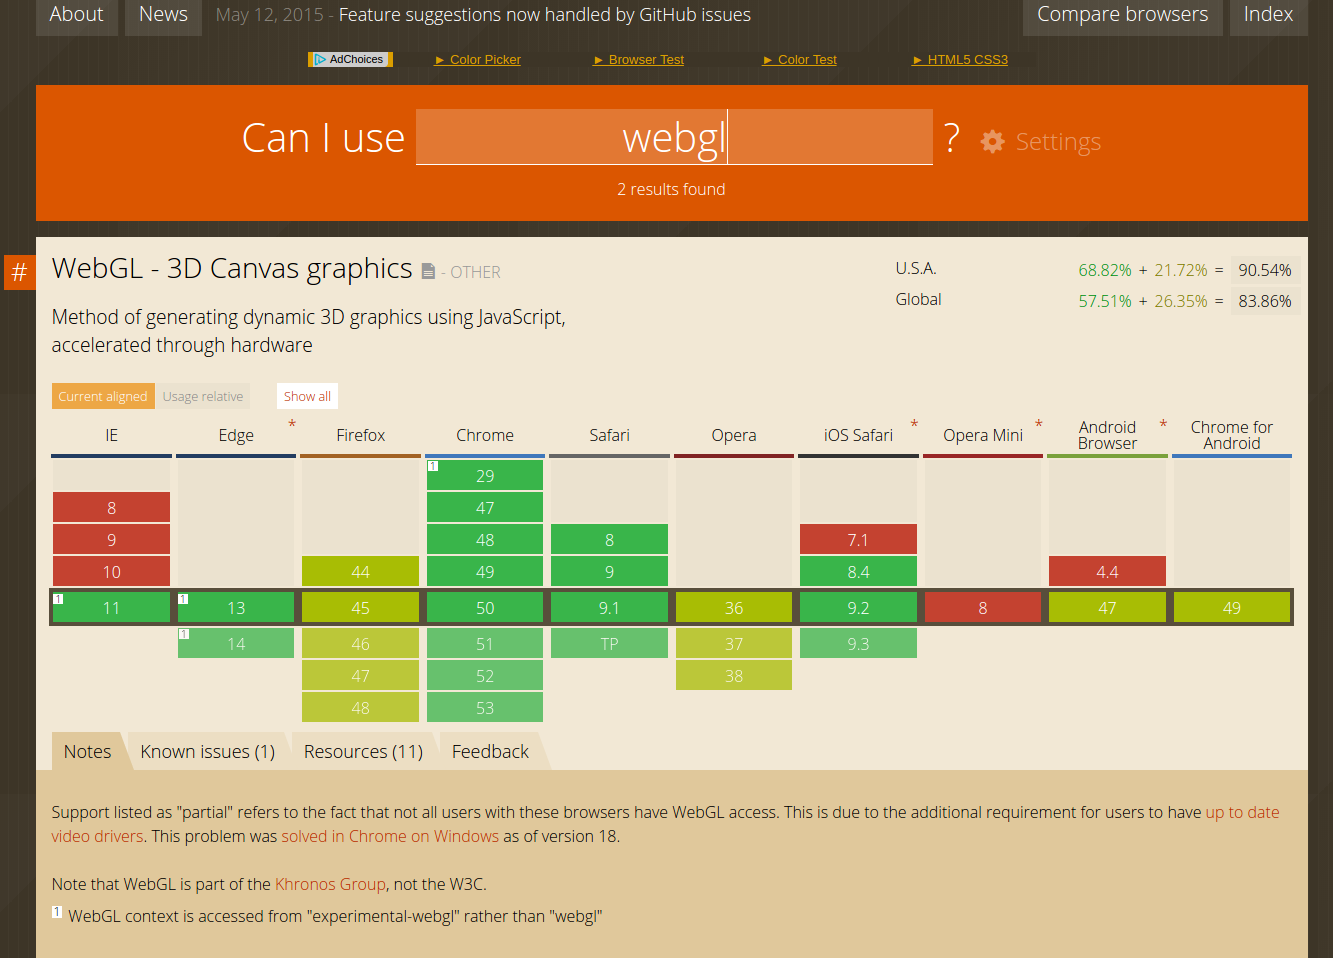 About News May 12, 2015 - Feature suggestions now handled by GitHub issues Compare browsers Index
AdChoices ► Color Picker ► Browser Test ► Color Test ► HTML5 CSS3
Can I use webgl ? Settings
2 results found
# WebGL - 3D Canvas graphics - OTHER
U.S.A. 68.82% + 21.72% = 90.54%
Global 57.51% + 26.35% = 83.86%
Method of generating dynamic 3D graphics using JavaScript,
accelerated through hardware
Current aligned Usage relative Show all
IE Edge * Firefox Chrome Safari Opera iOS Safari * Opera Mini * Android Browser * Chrome for Android
1 29
8 47
9 48 8 7.1
10 44 49 9 8.4 4.4
1 11 1 13 45 50 9.1 36 9.2 8 47 49
1 14 46 51 TP 37 9.3
47 52 38
48 53
Notes Known issues (1) Resources (11) Feedback
Support listed as "partial" refers to the fact that not all users with these browsers have WebGL access. This is due to the additional requirement for users to have up to date
video drivers. This problem was solved in Chrome on Windows as of version 18.
Note that WebGL is part of the Khronos Group, not the W3C.
1 WebGL context is accessed from "experimental-webgl" rather than "webgl"